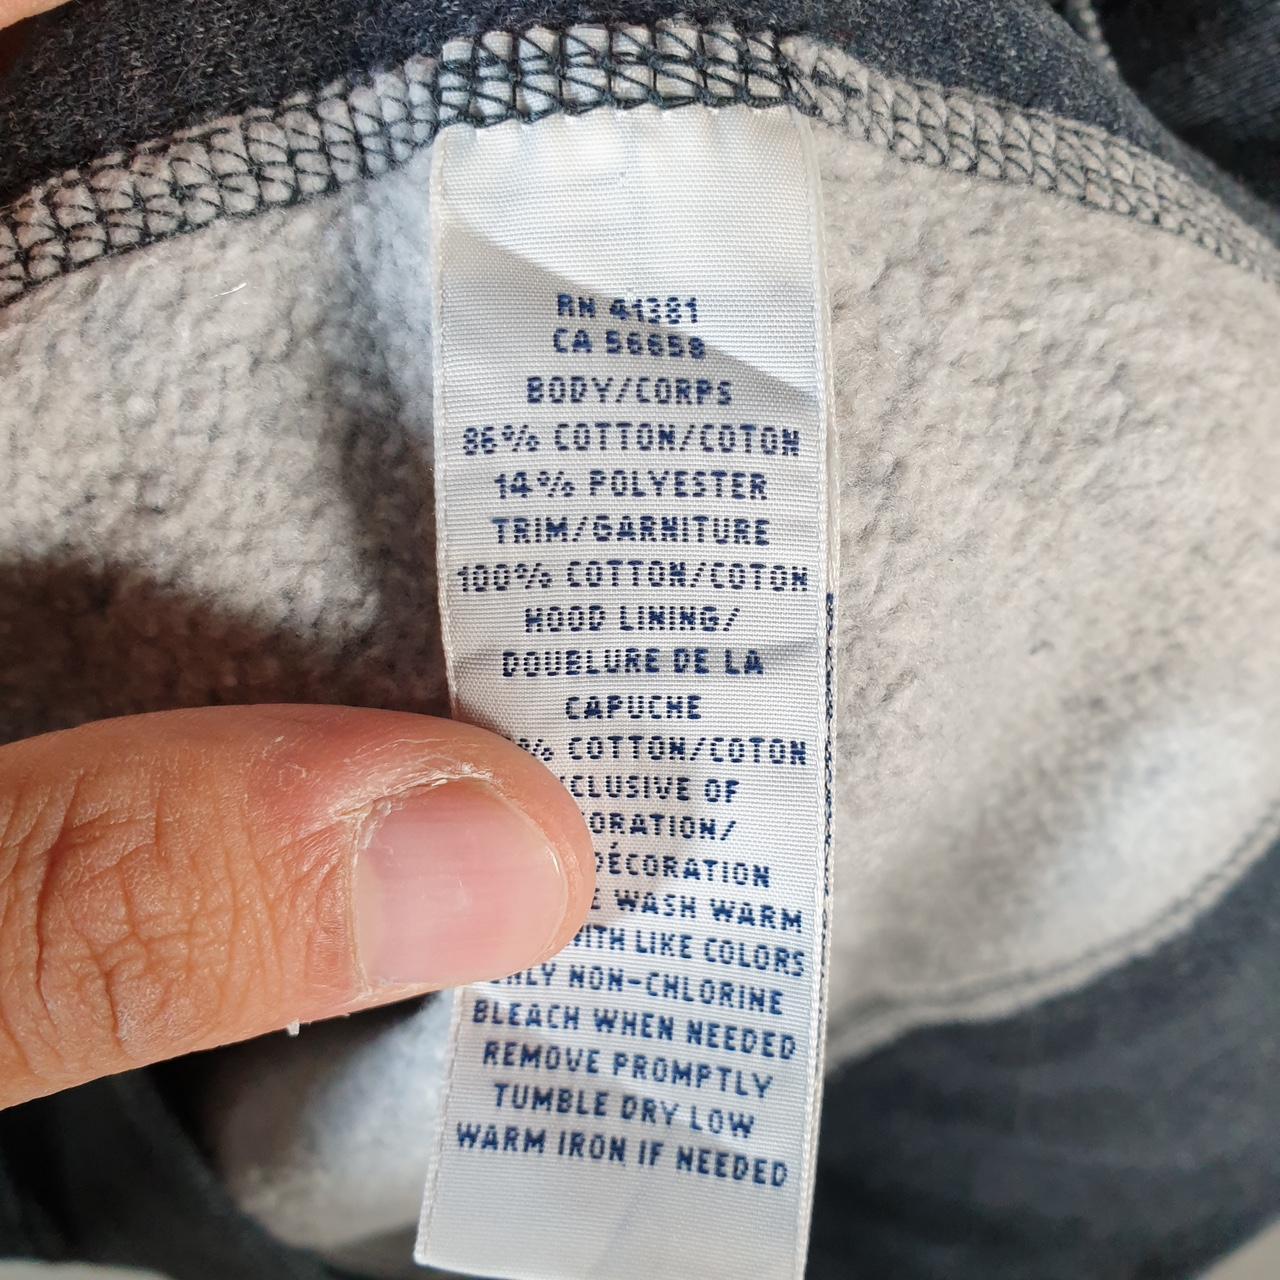 RN 41381
CA 56658
BODY/CORPS
86% COTTON/COTON
14% POLYESTER
TRIM/GARNITURE
100% COTTON/COTON
HOOD LINING/
DOUBLURE DE LA
CAPUCHE
% COTTON/COTON
CLUSIVE OF
ORATION/
DÉCORATION
E WASH WARM
WITH LIKE COLORS
ONLY NON-CHLORINE
BLEACH WHEN NEEDED
REMOVE PROMPTLY
TUMBLE DRY LOW
WARM IRON IF NEEDED